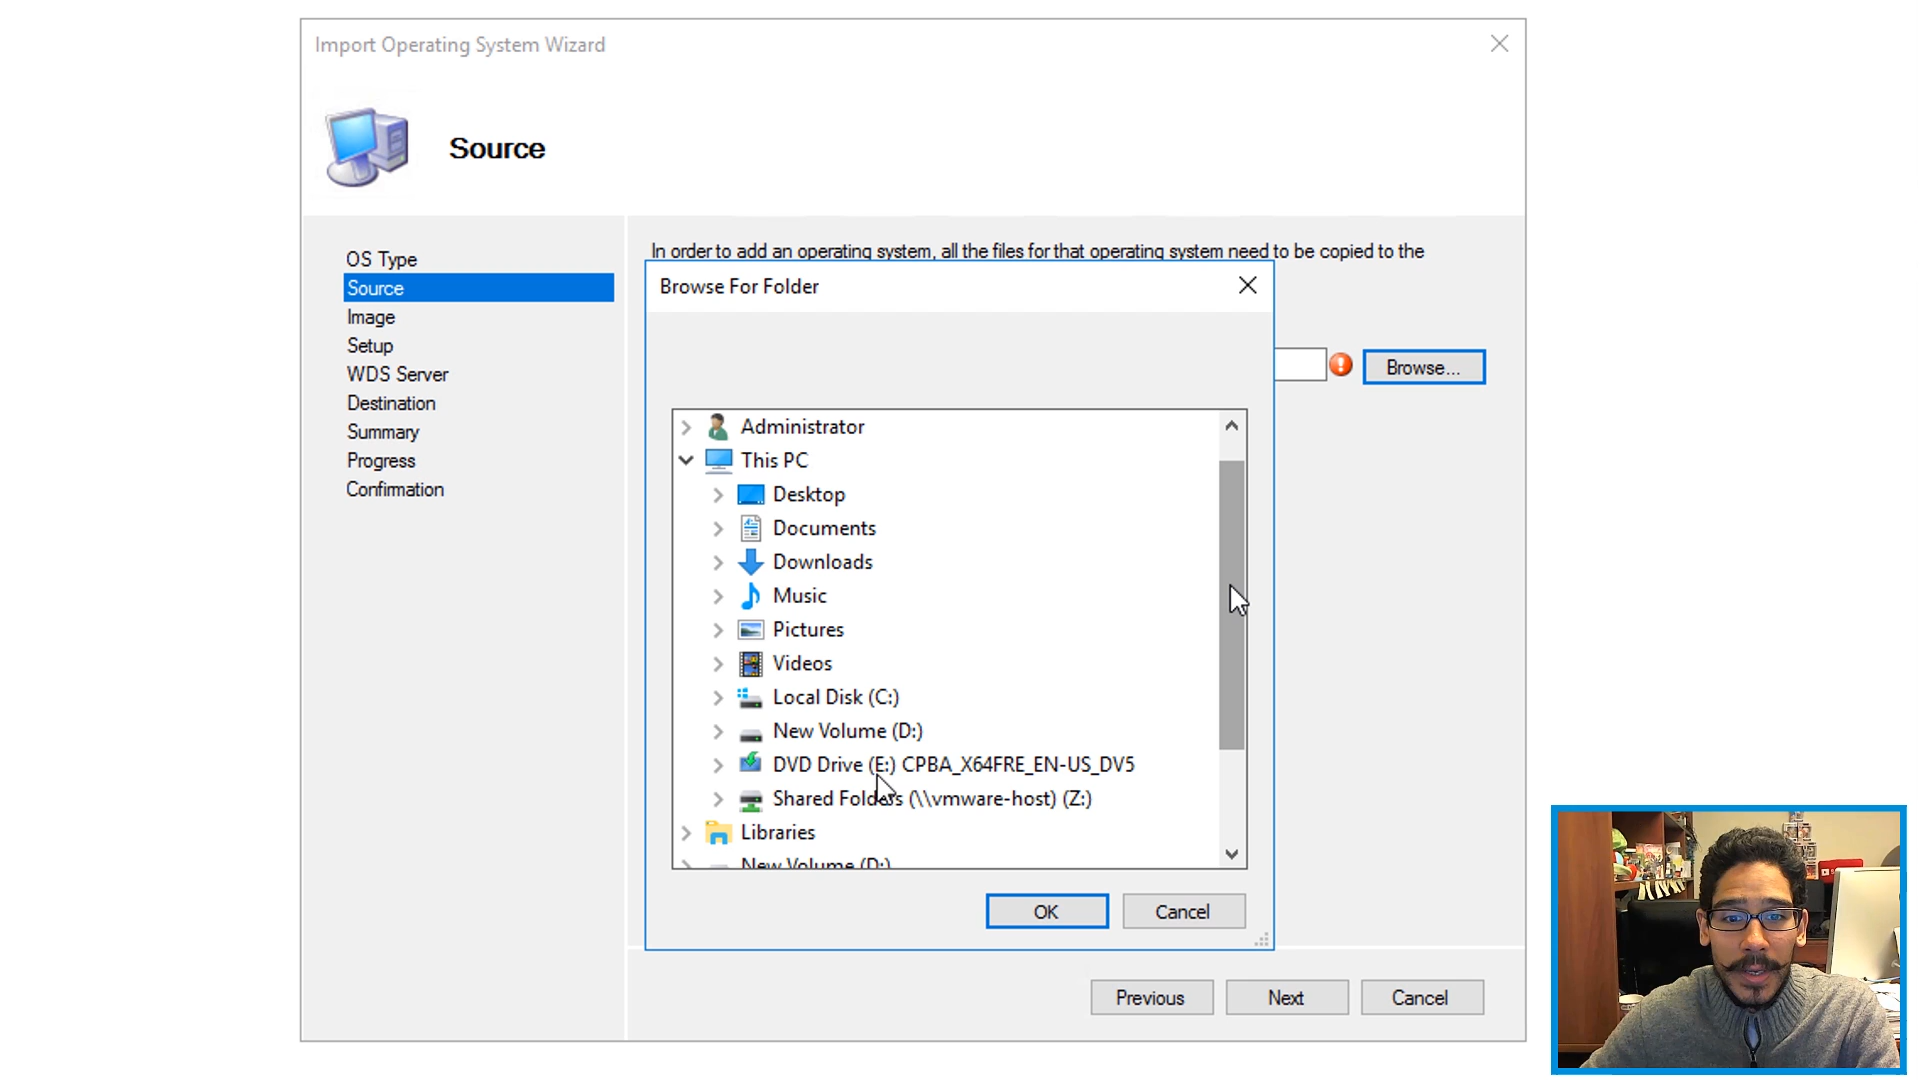 Import Operating System Wizard
Source
OS Type
Source
Image
Setup
WDS Server
Destination
Summary
Progress
Confirmation
In order to add an operating system, all the files for that operating system need to be copied to the
Browse For Folder
Browse...
Administrator
This PC
Desktop
Documents
Downloads
Music
Pictures
Videos
Local Disk (C:)
New Volume (D:)
DVD Drive (E:) CPBA_X64FRE_EN-US_DV5
Shared Folders (\\vmware-host) (Z:)
Libraries
New Volume (D:)
OK
Cancel
Previous
Next
Cancel